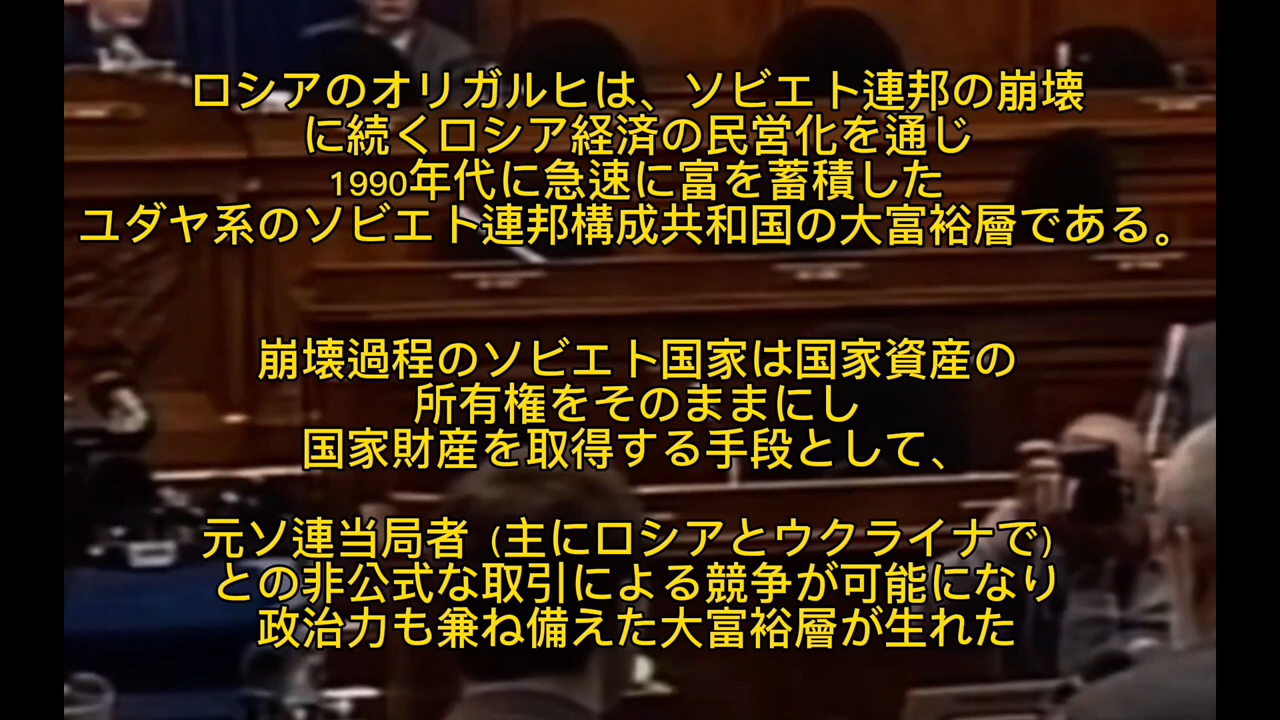 ロシアのオリガルヒは、ソビエト連邦の崩壊
に続くロシア経済の民営化を通じ
1990年代に急速に富を蓄積した
ユダヤ系のソビエト連邦構成共和国の大富裕層である。
崩壊過程のソビエト国家は国家資産の
所有権をそのままにし
国家財産を取得する手段として、
元ソ連当局者 (主にロシアとウクライナで)
との非公式な取引による競争が可能になり
政治力も兼ね備えた大富裕層が生れた